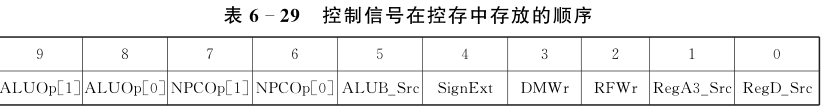 表 6-29 控制信号在控存中存放的顺序
9 8 7 6 5 4 3 2 1 0
ALUOp[1] ALUOp[0] NPCOp[1] NPCOp[0] ALUB_Src SignExt DMWr RFWr RegA3_Src RegD_Src